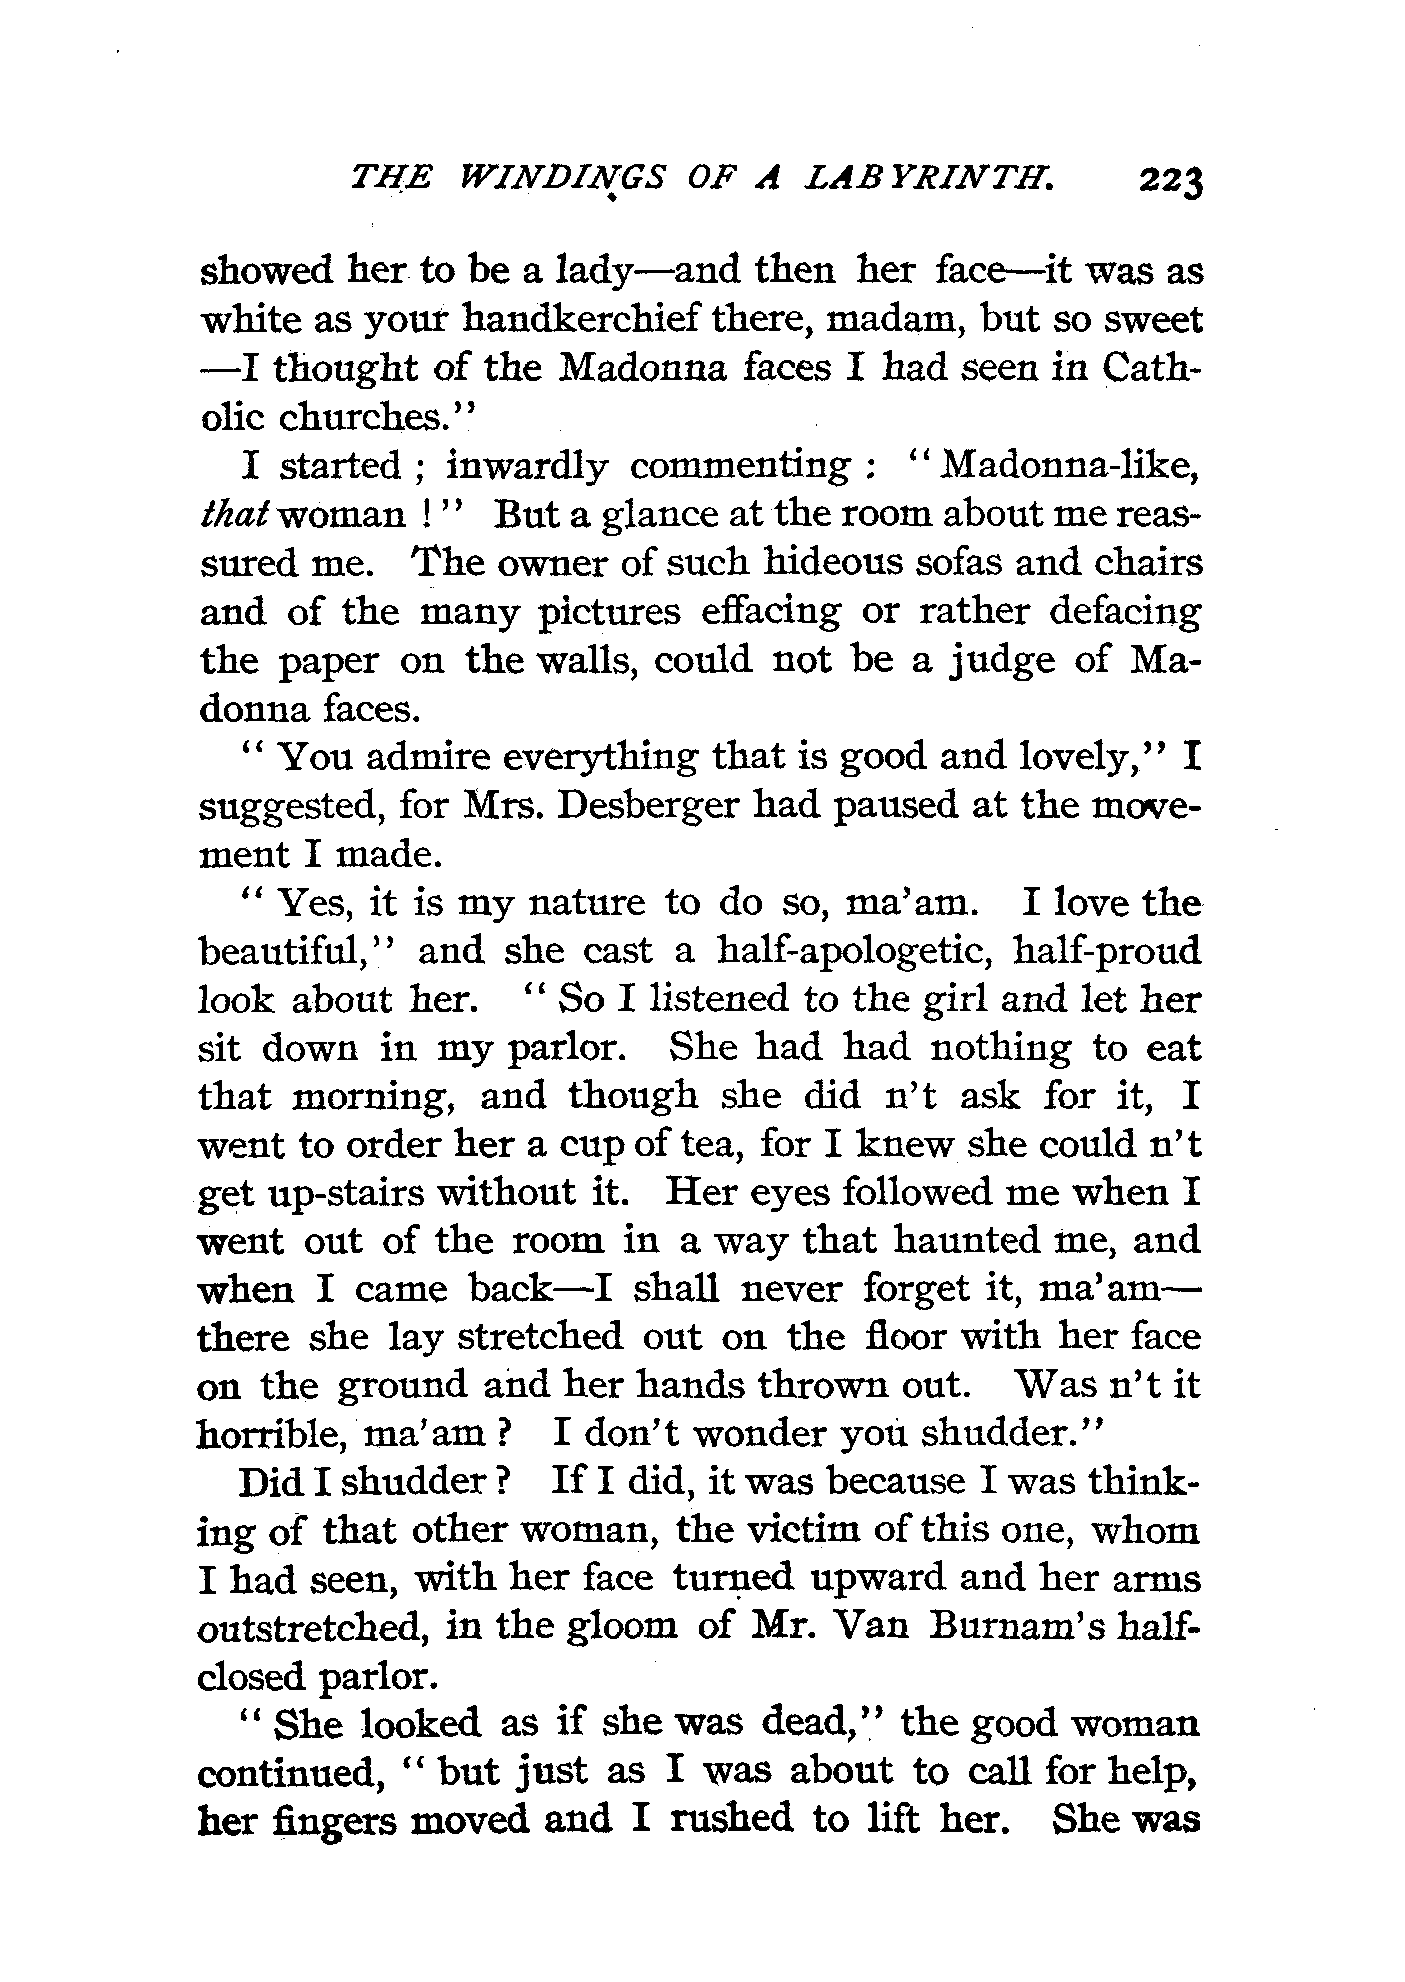 THE WINDINGS OF A LABYRINTH. 223
showed her to be a lady—and then her face—it was as
white as your handkerchief there, madam, but so sweet
—I thought of the Madonna faces I had seen in Cath-
olic churches."
I started ; inwardly commenting : " Madonna-like,
that woman ! " But a glance at the room about me reas-
sured me. The owner of such hideous sofas and chairs
and of the many pictures effacing or rather defacing
the paper on the walls, could not be a judge of Ma-
donna faces.
" You admire everything that is good and lovely," I
suggested, for Mrs. Desberger had paused at the move-
ment I made.
" Yes, it is my nature to do so, ma'am. I love the
beautiful," and she cast a half-apologetic, half-proud
look about her. " So I listened to the girl and let her
sit down in my parlor. She had had nothing to eat
that morning, and though she did n't ask for it, I
went to order her a cup of tea, for I knew she could n't
get up-stairs without it. Her eyes followed me when I
went out of the room in a way that haunted me, and
when I came back—I shall never forget it, ma'am—
there she lay stretched out on the floor with her face
on the ground and her hands thrown out. Was n't it
horrible, ma'am ? I don't wonder you shudder."
Did I shudder ? If I did, it was because I was think-
ing of that other woman, the victim of this one, whom
I had seen, with her face turned upward and her arms
outstretched, in the gloom of Mr. Van Burnam's half-
closed parlor.
" She looked as if she was dead," the good woman
continued, " but just as I was about to call for help,
her fingers moved and I rushed to lift her. She was